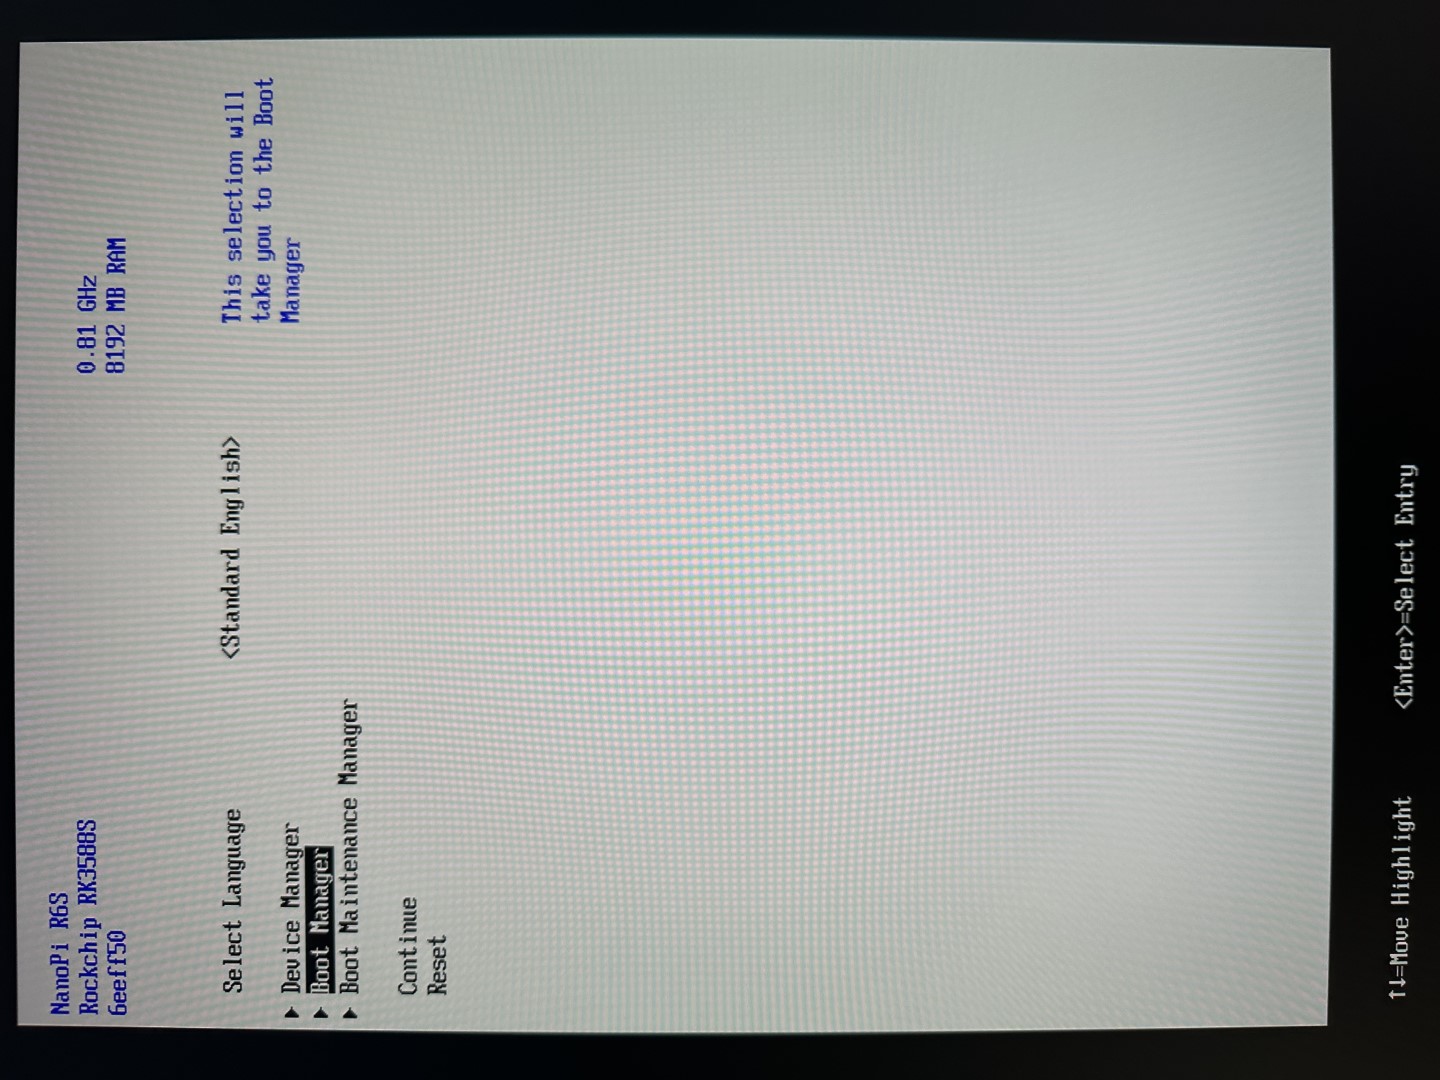 NanoPi R6S
Rockchip RK3588S 0.81 GHz
6eeff50 8192 MB RAM
Select Language <Standard English> This selection will
take you to the Boot
Manager
Device Manager
Boot Manager
Boot Maintenance Manager
Continue
Reset
↑↓=Move Highlight <Enter>=Select Entry